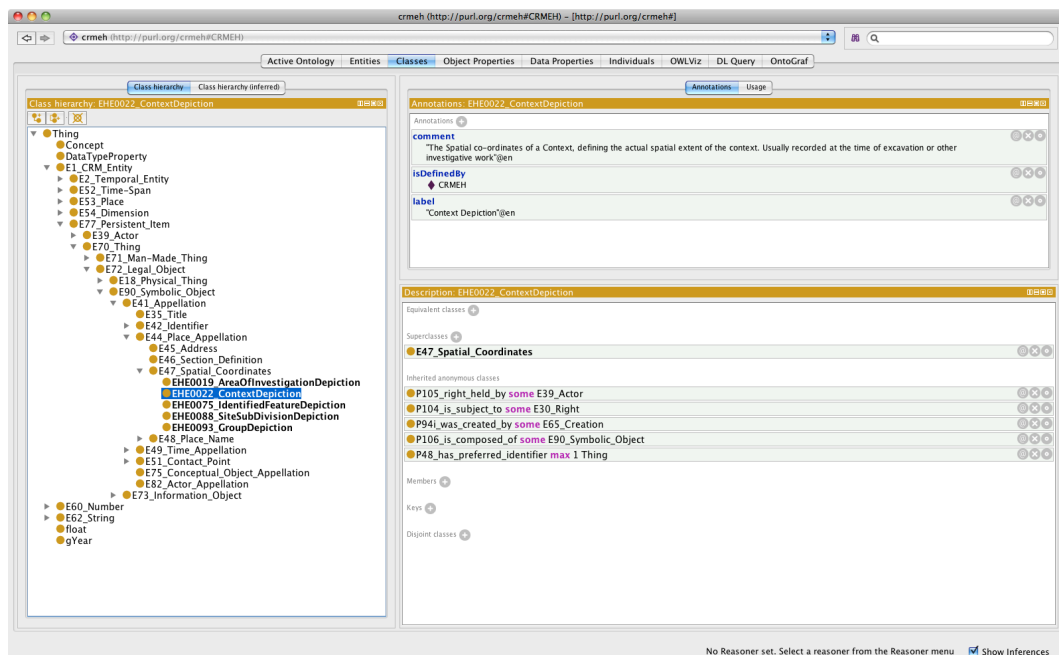 crmeh (http://purl.org/crmeh#CRMEH) – [http://purl.org/crmeh#]
crmeh (http://purl.org/crmeh#CRMEH)
Active Ontology Entities Classes Object Properties Data Properties Individuals OWLViz DL Query OntoGraf
Class hierarchy Class hierarchy (inferred)
Class hierarchy: EHE0022_ContextDepiction
Thing
Concept
DataTypeProperty
E1_CRM_Entity
E2_Temporal_Entity
E52_Time-Span
E53_Place
E54_Dimension
E77_Persistent_Item
E39_Actor
E70_Thing
E71_Man-Made_Thing
E72_Legal_Object
E18_Physical_Thing
E90_Symbolic_Object
E41_Appellation
E35_Title
E42_Identifier
E44_Place_Appellation
E45_Address
E46_Section_Definition
E47_Spatial_Coordinates
EHE0019_AreaOfInvestigationDepiction
EHE0022_ContextDepiction
EHE0075_IdentifiedFeatureDepiction
EHE0088_SiteSubDivisionDepiction
EHE0093_GroupDepiction
E48_Place_Name
E49_Time_Appellation
E51_Contact_Point
E75_Conceptual_Object_Appellation
E82_Actor_Appellation
E73_Information_Object
E60_Number
E62_String
float
gYear
Annotations Usage
Annotations: EHE0022_ContextDepiction
Annotations
comment
"The Spatial co-ordinates of a Context, defining the actual spatial extent of the context. Usually recorded at the time of excavation or other
investigative work"@en
isDefinedBy
CRMEH
label
"Context Depiction"@en
Description: EHE0022_ContextDepiction
Equivalent classes
Superclasses
E47_Spatial_Coordinates
Inherited anonymous classes
P105_right_held_by some E39_Actor
P104_is_subject_to some E30_Right
P94i_was_created_by some E65_Creation
P106_is_composed_of some E90_Symbolic_Object
P48_has_preferred_identifier max 1 Thing
Members
Keys
Disjoint classes
No Reasoner set. Select a reasoner from the Reasoner menu Show Inferences